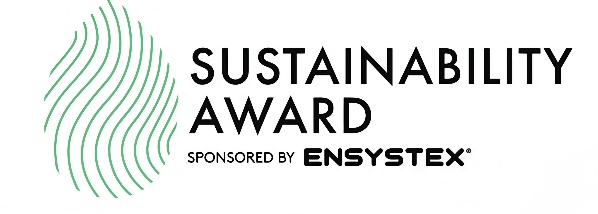 SUSTAINABILITY
AWARD
SPONSORED BY ENSYSTEX®